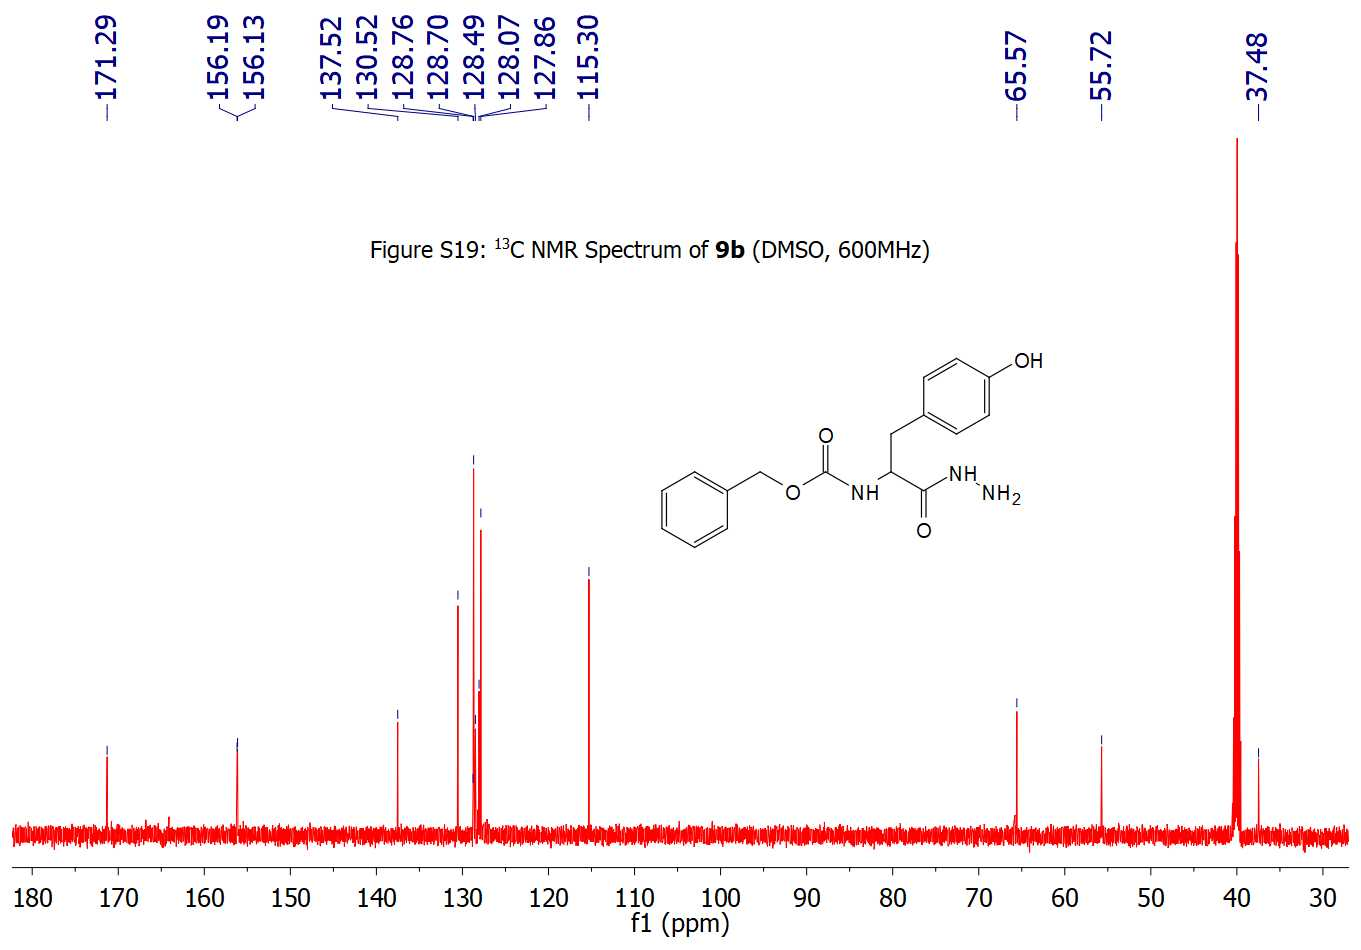 171.29
156.19
156.13
137.52
130.52
128.76
128.70
128.49
128.07
127.86
115.30
65.57
55.72
37.48
Figure S19: ¹³C NMR Spectrum of 9b (DMSO, 600MHz)
OH
O
O
NH
NH
NH₂
O
180 170 160 150 140 130 120 110 100 90 80 70 60 50 40 30
f1 (ppm)